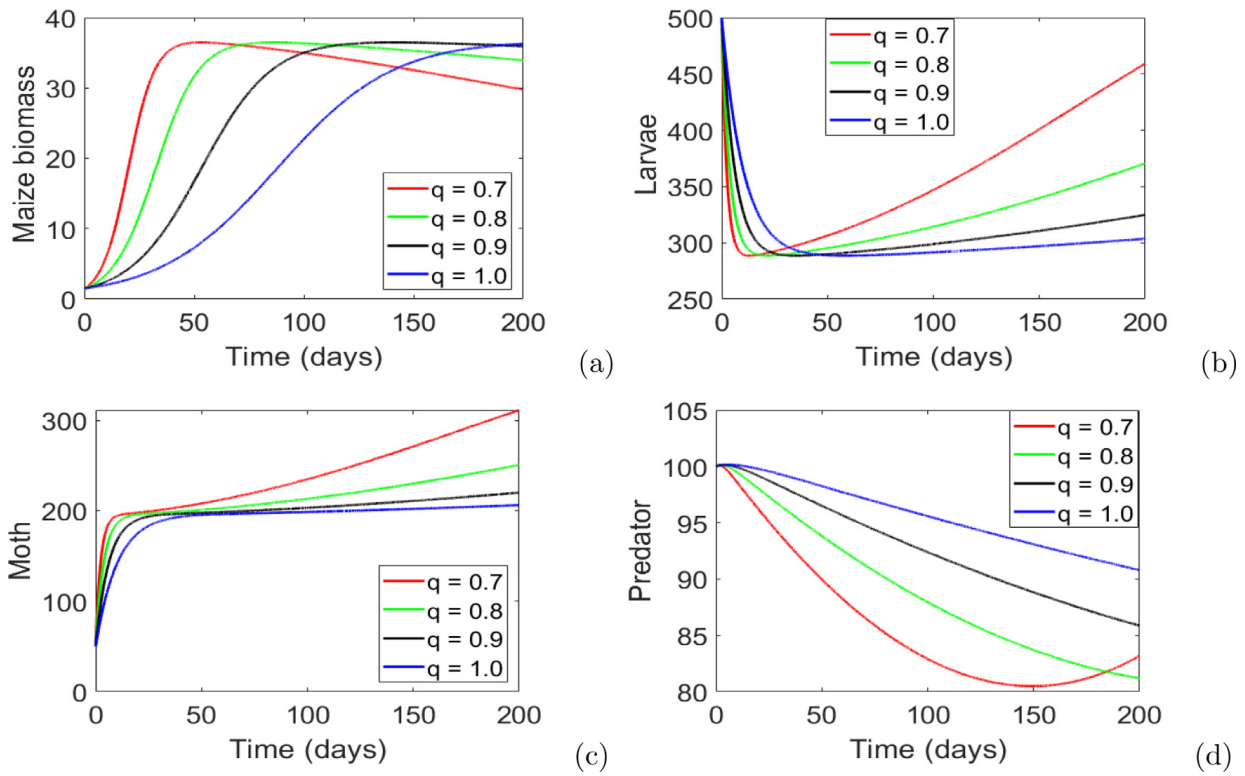 40
30
20
10
0
Maize biomass
q = 0.7
q = 0.8
q = 0.9
q = 1.0
0 50 100 150 200
Time (days)
(a)
500
450
400
350
300
250
Larvae
q = 0.7
q = 0.8
q = 0.9
q = 1.0
0 50 100 150 200
Time (days)
(b)
300
200
100
0
Moth
q = 0.7
q = 0.8
q = 0.9
q = 1.0
0 50 100 150 200
Time (days)
(c)
105
100
95
90
85
80
Predator
q = 0.7
q = 0.8
q = 0.9
q = 1.0
0 50 100 150 200
Time (days)
(d)